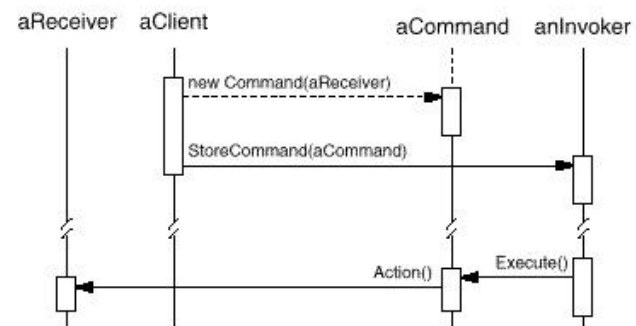 aReceiver aClient aCommand anInvoker
new Command(aReceiver)
StoreCommand(aCommand)
Action() Execute()